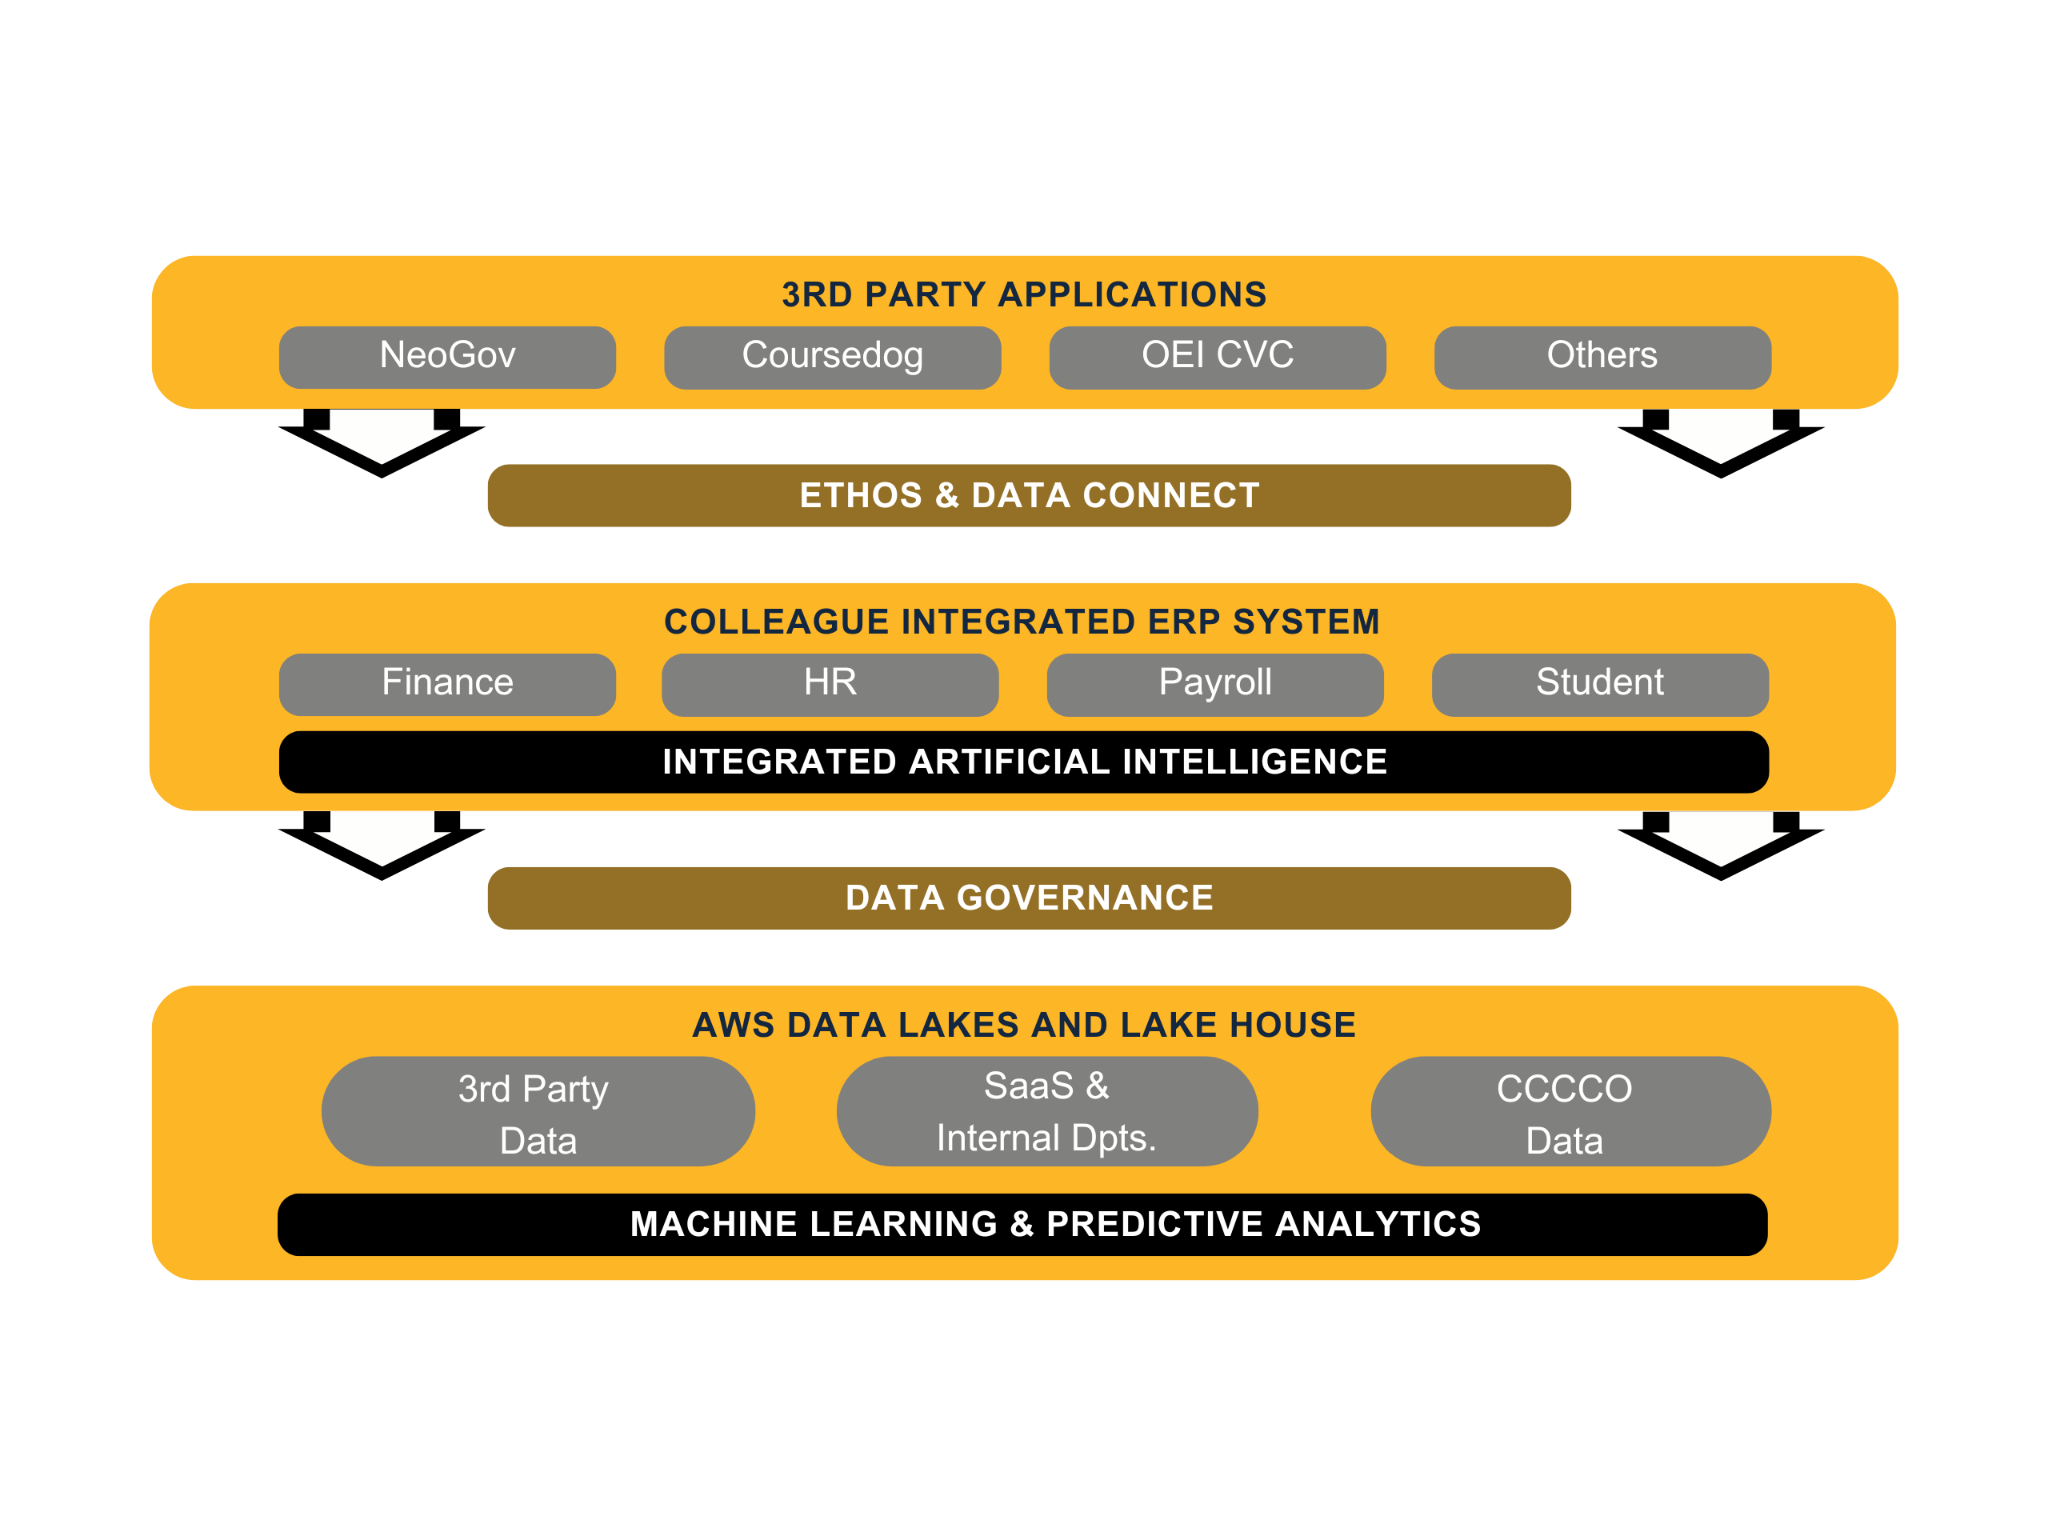 3RD PARTY APPLICATIONS
NeoGov
Coursedog
OEI CVC
Others
ETHOS & DATA CONNECT
COLLEAGUE INTEGRATED ERP SYSTEM
Finance
HR
Payroll
Student
INTEGRATED ARTIFICIAL INTELLIGENCE
DATA GOVERNANCE
AWS DATA LAKES AND LAKE HOUSE
3rd Party
Data
SaaS &
Internal Dpts.
CCCCO
Data
MACHINE LEARNING & PREDICTIVE ANALYTICS